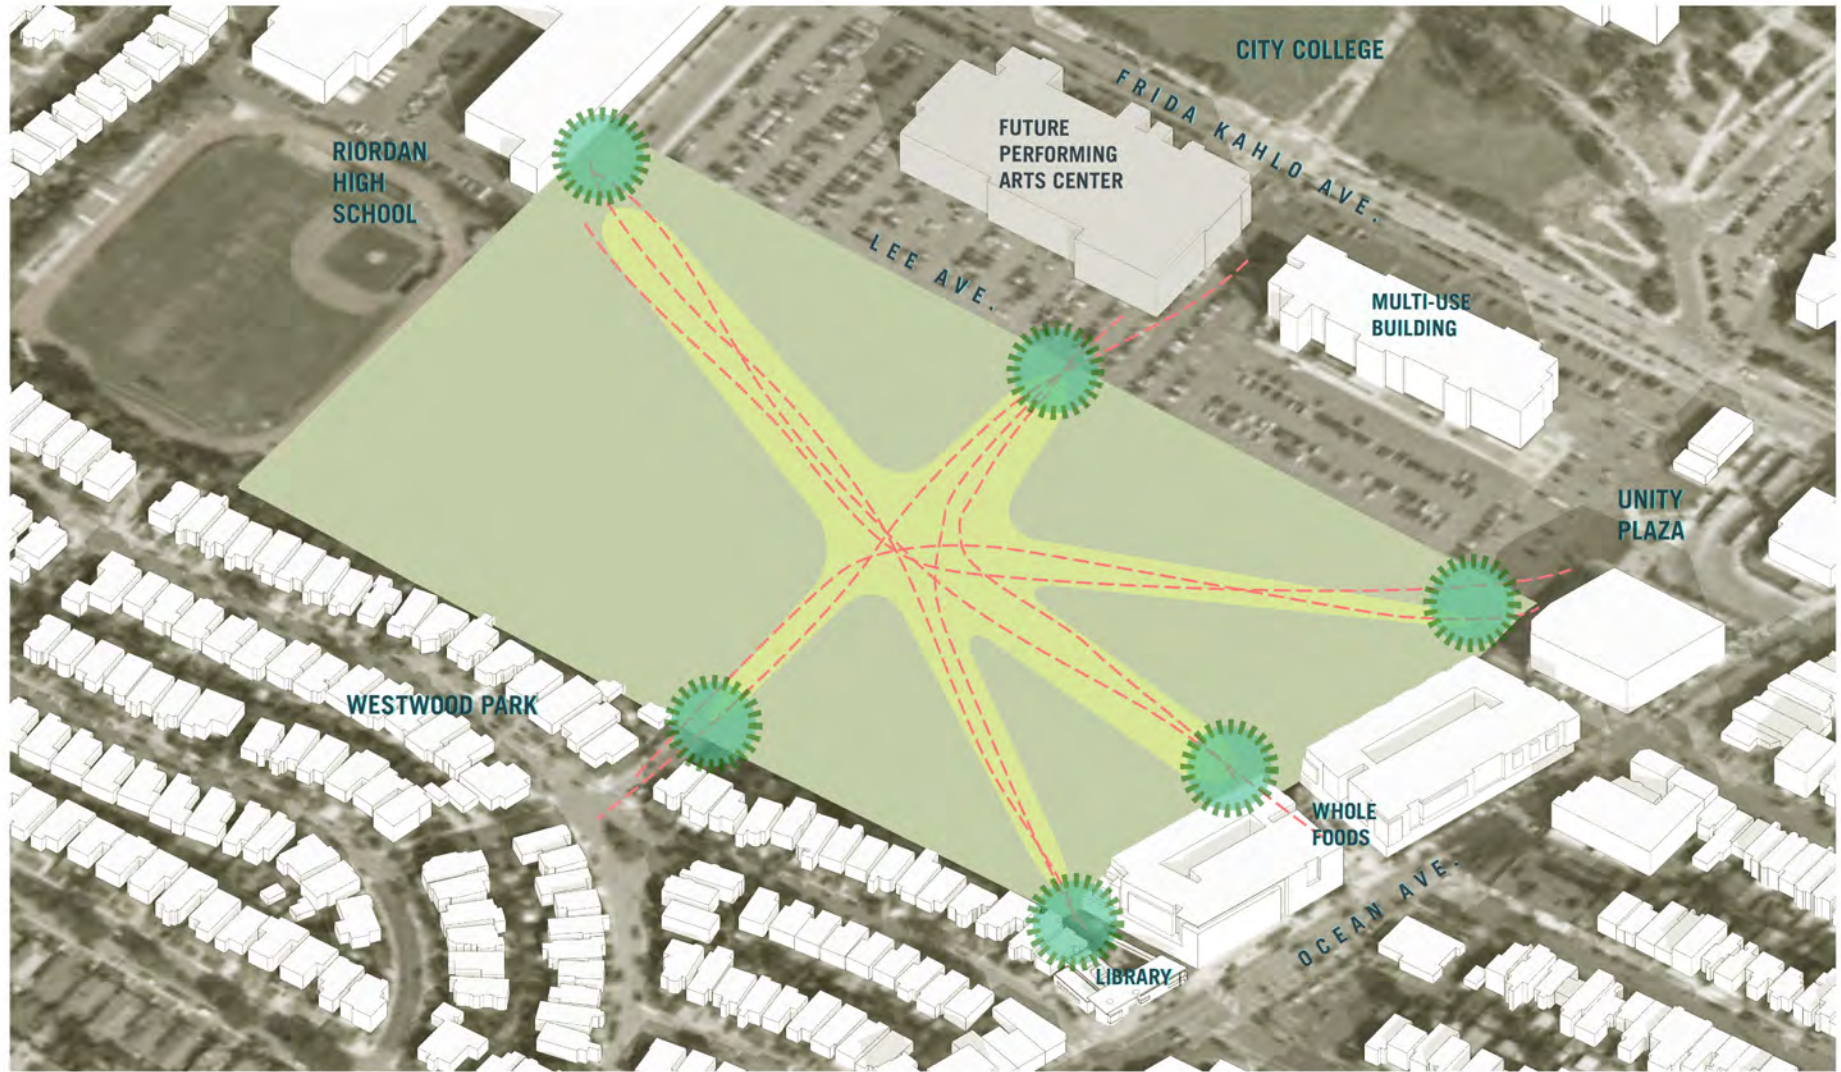 CITY COLLEGE
FRIDA KAHLO AVE.
FUTURE
PERFORMING
ARTS CENTER
RIORDAN
HIGH
SCHOOL
LEE AVE.
MULTI-USE
BUILDING
UNITY
PLAZA
WESTWOOD PARK
WHOLE
FOODS
OCEAN AVE.
LIBRARY